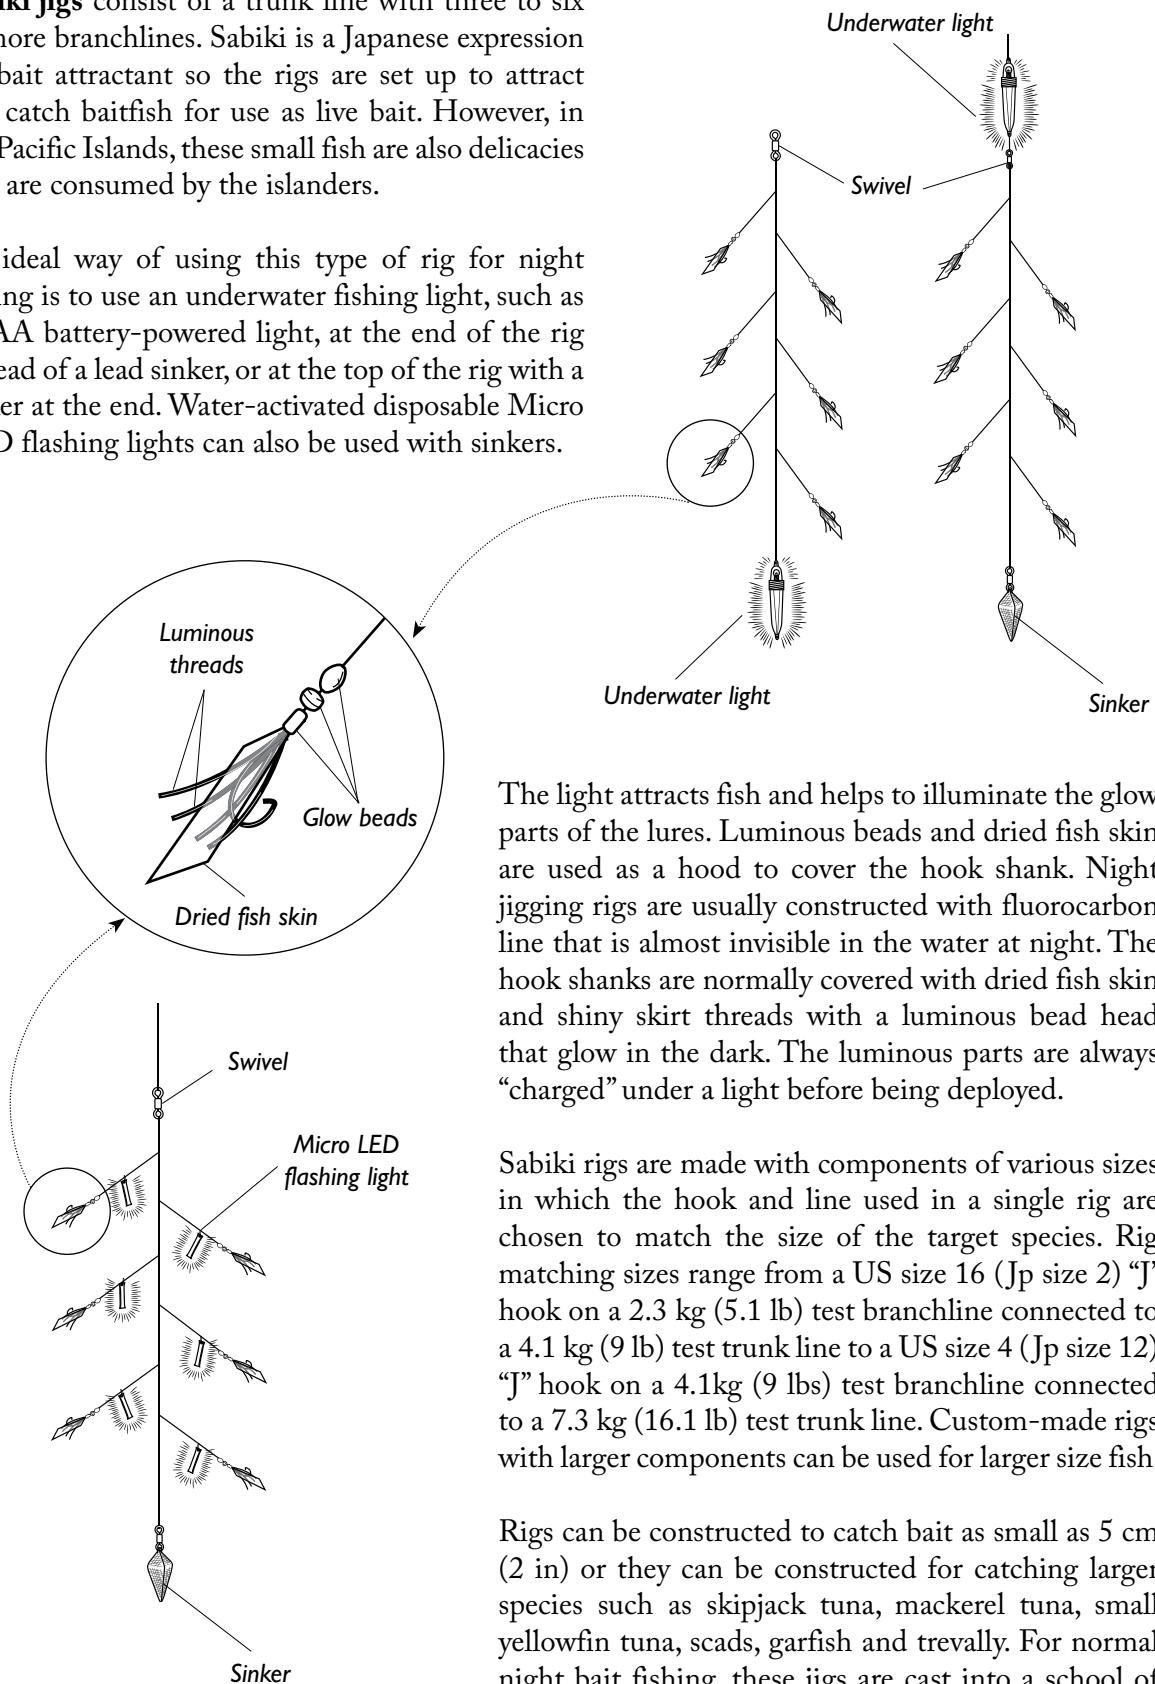 iki jigs consist of a trunk line with three to six
more branchlines. Sabiki is a Japanese expression
bait attractant so the rigs are set up to attract
catch baitfish for use as live bait. However, in
Pacific Islands, these small fish are also delicacies
are consumed by the islanders.
ideal way of using this type of rig for night
ing is to use an underwater fishing light, such as
AA battery-powered light, at the end of the rig
ead of a lead sinker, or at the top of the rig with a
er at the end. Water-activated disposable Micro
D flashing lights can also be used with sinkers.
Underwater light
Swivel
Underwater light
Sinker
Luminous
threads
Glow beads
Dried fish skin
Swivel
Micro LED
flashing light
Sinker
The light attracts fish and helps to illuminate the glow
parts of the lures. Luminous beads and dried fish skin
are used as a hood to cover the hook shank. Night
jigging rigs are usually constructed with fluorocarbon
line that is almost invisible in the water at night. The
hook shanks are normally covered with dried fish skin
and shiny skirt threads with a luminous bead head
that glow in the dark. The luminous parts are always
“charged” under a light before being deployed.
Sabiki rigs are made with components of various sizes
in which the hook and line used in a single rig are
chosen to match the size of the target species. Rig
matching sizes range from a US size 16 (Jp size 2) “J”
hook on a 2.3 kg (5.1 lb) test branchline connected to
a 4.1 kg (9 lb) test trunk line to a US size 4 (Jp size 12)
“J” hook on a 4.1kg (9 lbs) test branchline connected
to a 7.3 kg (16.1 lb) test trunk line. Custom-made rigs
with larger components can be used for larger size fish
Rigs can be constructed to catch bait as small as 5 cm
(2 in) or they can be constructed for catching larger
species such as skipjack tuna, mackerel tuna, small
yellowfin tuna, scads, garfish and trevally. For normal
night bait fishing, these jigs are cast into a school of